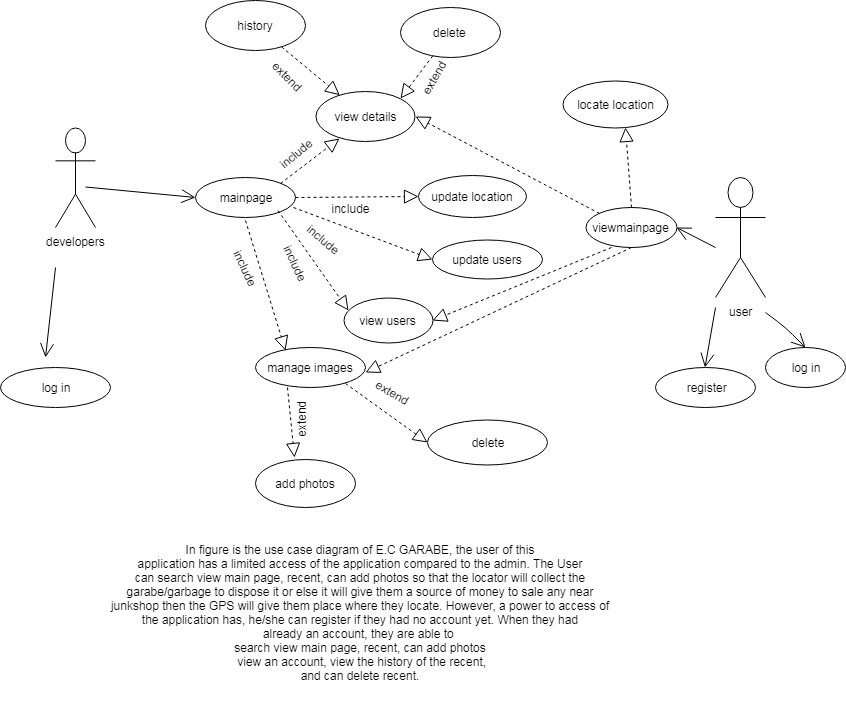 history
delete
extend
extend
view details
locate location
include
mainpage
update location
include
viewmainpage
developers
include
include
include
update users
view users
user
manage images
log in
extend
log in
register
extend
delete
add photos
In figure is the use case diagram of E.C GARABE, the user of this
application has a limited access of the application compared to the admin. The User
can search view main page, recent, can add photos so that the locator will collect the
garabe/garbage to dispose it or else it will give them a source of money to sale any near
junkshop then the GPS will give them place where they locate. However, a power to access of
the application has, he/she can register if they had no account yet. When they had
already an account, they are able to
search view main page, recent, can add photos
view an account, view the history of the recent,
and can delete recent.